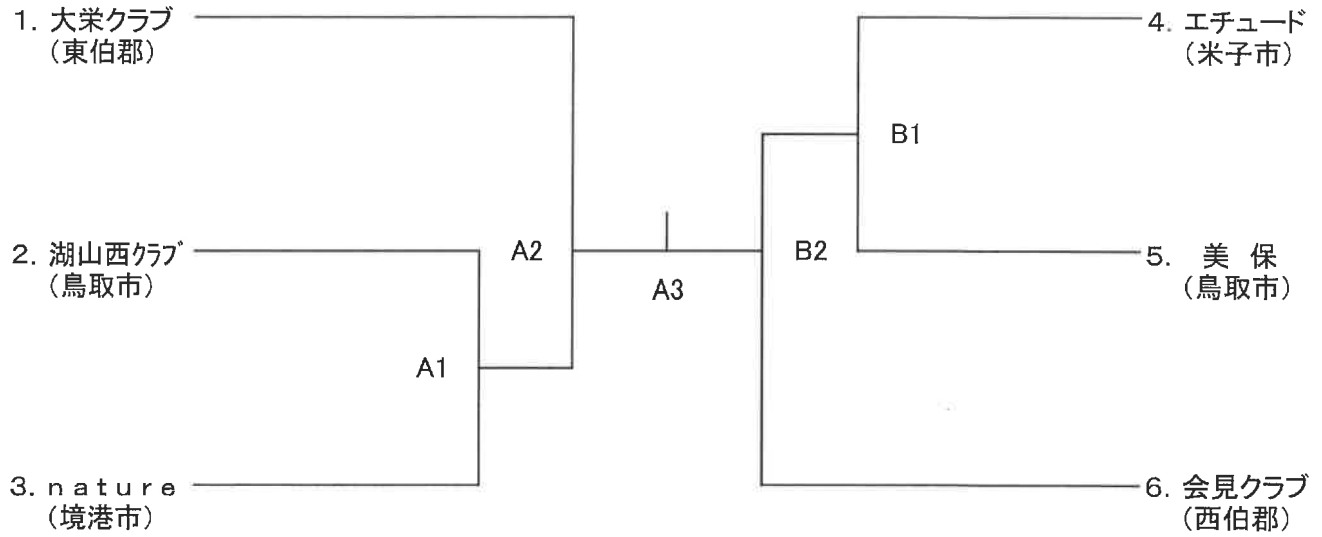 1. 大栄クラブ
（東伯郡）
2. 湖山西ｸﾗﾌﾞ
（鳥取市）
3. ｎａｔｕｒｅ
（境港市）
A1
A2
A3
B1
B2
4. エチュード
（米子市）
5. 美 保
（鳥取市）
6. 会見クラブ
（西伯郡）